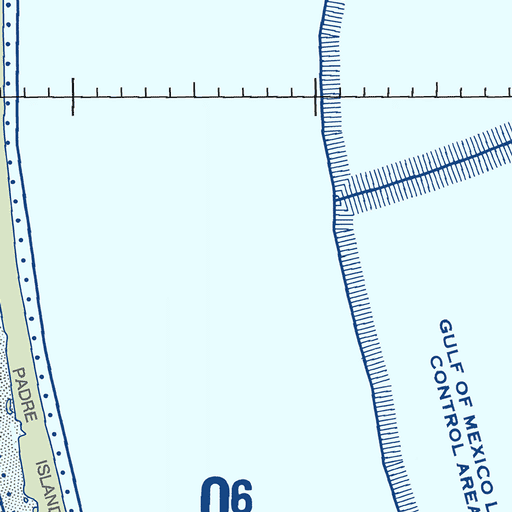 GULF OF MEXICO L
CONTROL AREA
PADRE
ISLAND
06